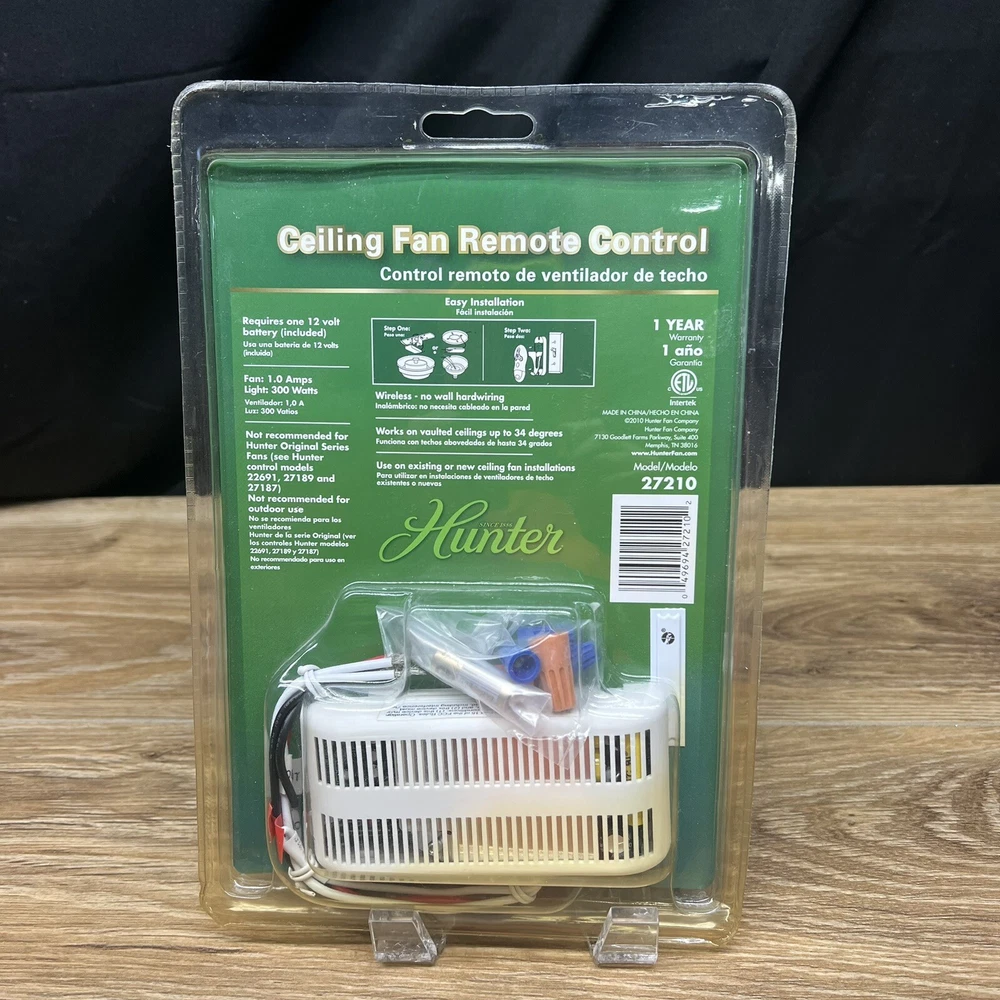 Ceiling Fan Remote Control
Control remoto de ventilador de techo
Easy Installation
Fácil instalación
Requires one 12 volt
battery (included)
Usa una batería de 12 volts
(incluida)
Fan: 1.0 Amps
Light: 300 Watts
Ventilador: 1,0 A
Luz: 300 Vatios
Not recommended for
Hunter Original Series
Fans (see Hunter
control models
22691, 27189 and
27187)
Not recommended for
outdoor use
No se recomienda para los
ventiladores
Hunter de la serie Original (ver
los controles Hunter modelos
22691, 27189 y 27187)
No recomendado para uso en
exteriores
Step One:
Paso uno:
or
Step Two:
Paso dos:
Wireless - no wall hardwiring
Inalámbrico: no necesita cableado en la pared
Works on vaulted ceilings up to 34 degrees
Funciona con techos abovedados de hasta 34 grados
Use on existing or new ceiling fan installations
Para utilizar en instalaciones de ventiladores de techo
existentes o nuevas
SINCE 1886
Hunter
1 YEAR
Warranty
1 año
Garantía
C ETL US
Intertek
MADE IN CHINA/HECHO EN CHINA
©2010 Hunter Fan Company
Hunter Fan Company
7130 Goodlett Farms Parkway, Suite 400
Memphis, TN 38016
www.HunterFan.com
Model/Modelo
27210
0 49694 27210 2